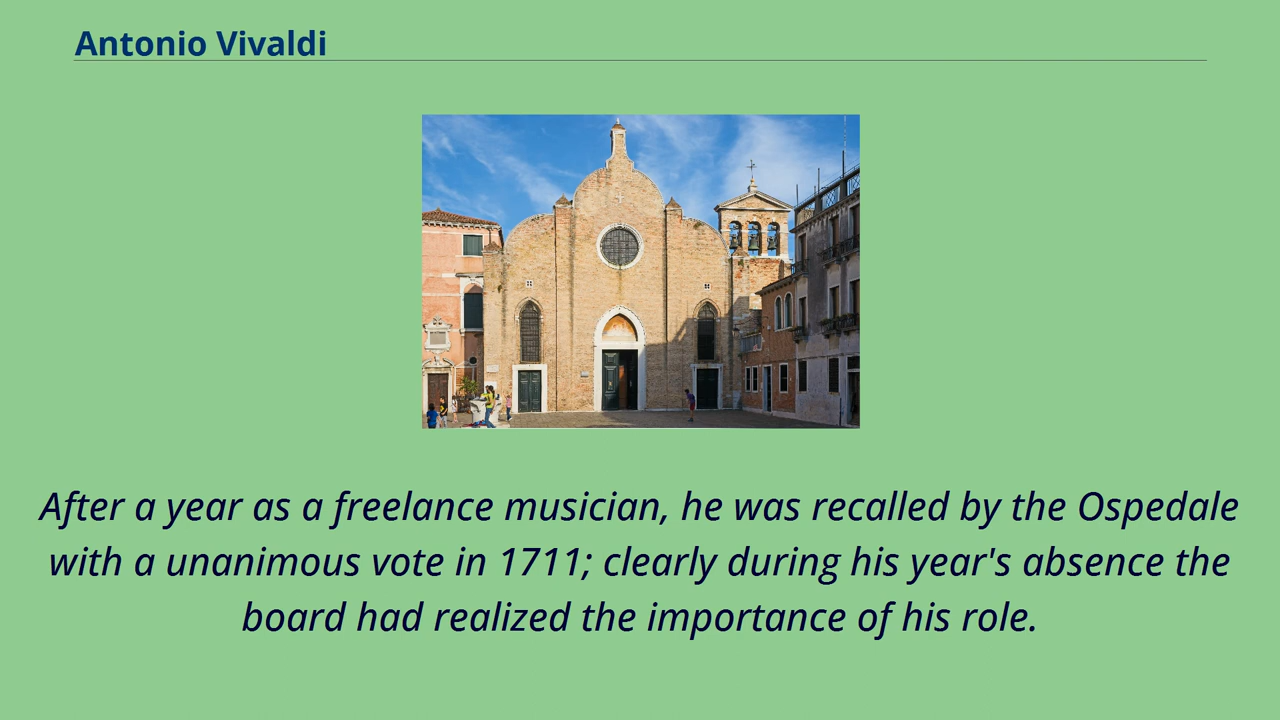 Antonio Vivaldi
After a year as a freelance musician, he was recalled by the Ospedale
with a unanimous vote in 1711; clearly during his year's absence the
board had realized the importance of his role.